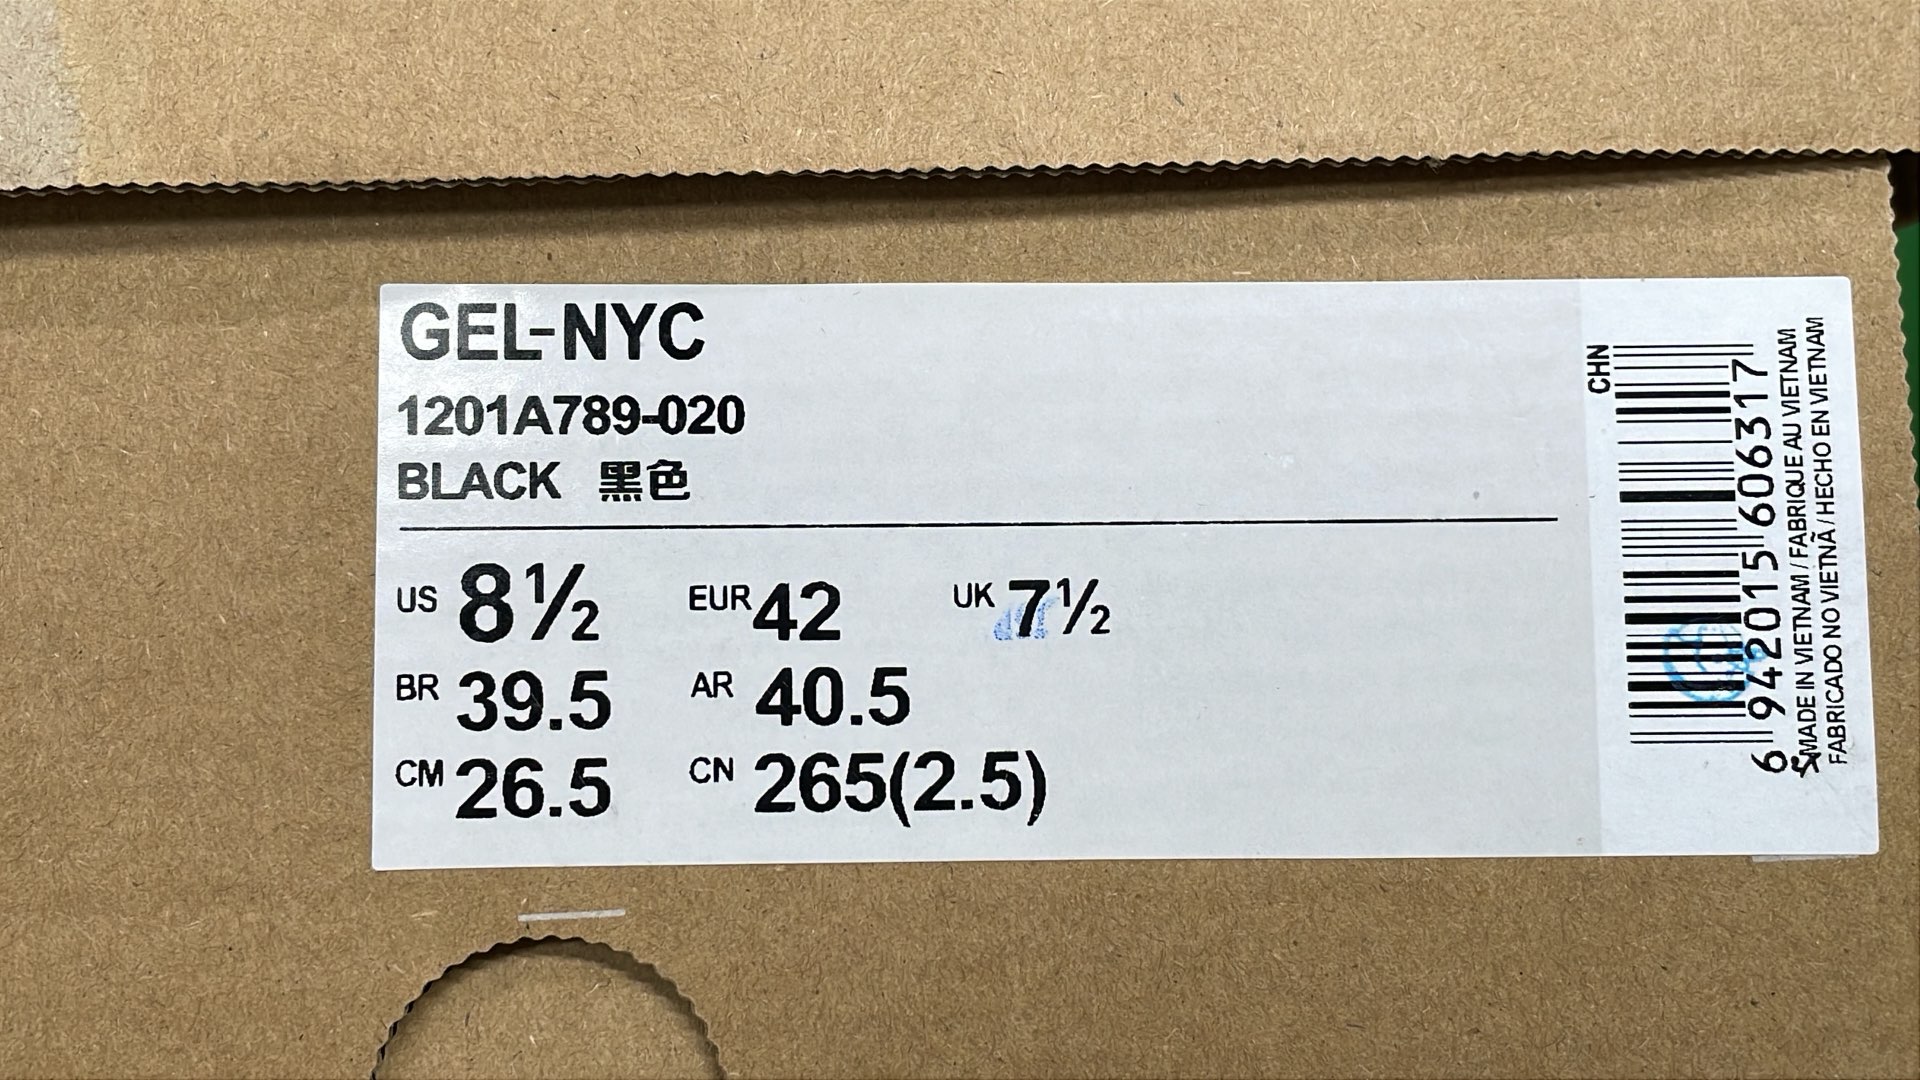 GEL-NYC
1201A789-020
BLACK 黑色
US 8½ EUR 42 UK 7½
BR 39.5 AR 40.5
CM 26.5 CN 265(2.5)
CHN
6 942015 606317
MADE IN VIETNAM / FABRIQUE AU VIETNAM
FABRICADO NO VIETNÃ / HECHO EN VIETNAM